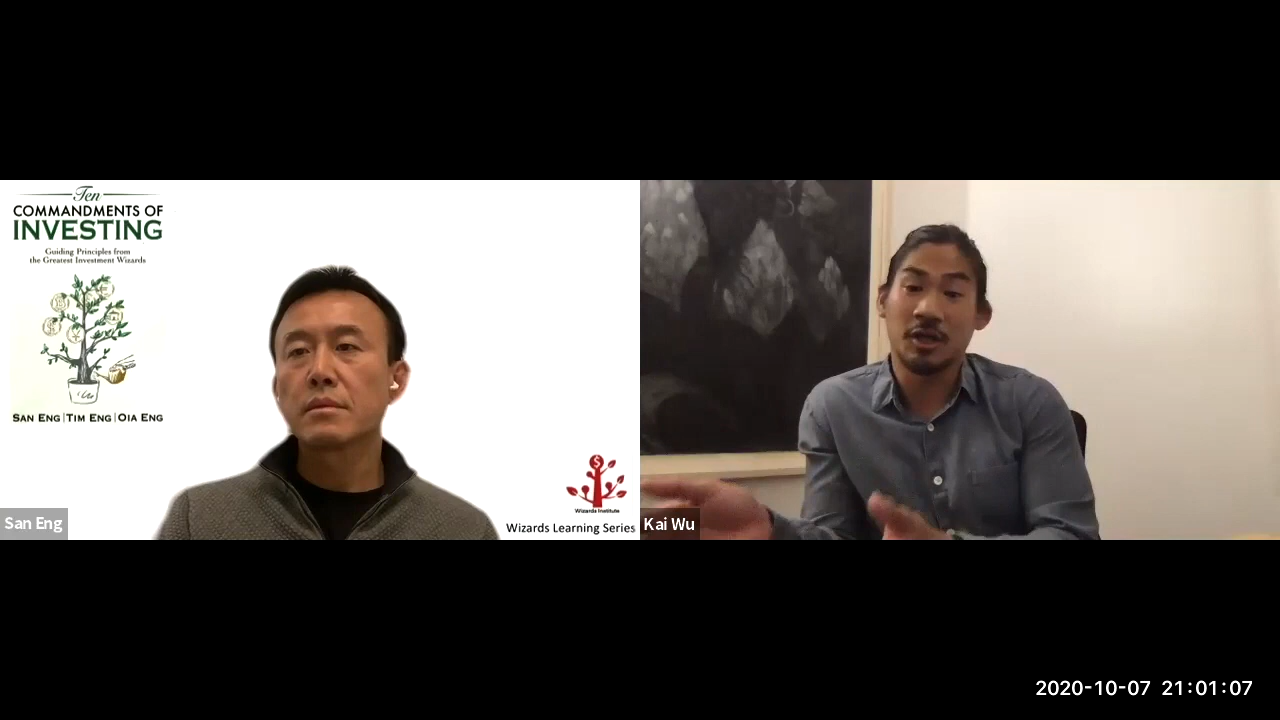 Ten
COMMANDMENTS OF
INVESTING
Guiding Principles from
the Greatest Investment Wizards
SAN ENG | TIM ENG | OIA ENG
$
Wizards Institute
Wizards Learning Series
San Eng
Kai Wu
2020-10-07 21:01:07